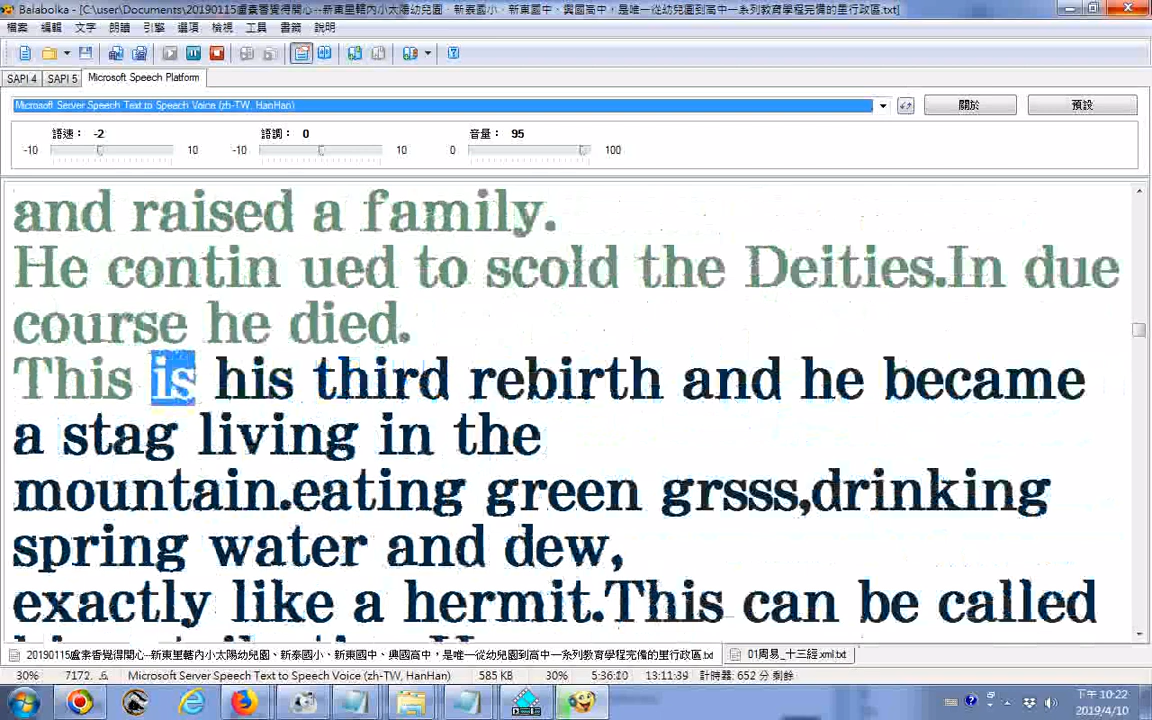 Balabolka - [C:\user\Documents\20190115盧素香覺得開心--新東里轄內小太陽幼兒園、新泰國小、新東國中、興國高中，是唯一從幼兒園到高中一系列教育學程完備的里行政區.txt]
檔案 編輯 文字 朗讀 引擎 選項 檢視 工具 書籤 說明
SAPI 4 SAPI 5 Microsoft Speech Platform
Microsoft Server Speech Text to Speech Voice (zh-TW, HanHan) 關於 預設
語速： -2 語調： 0 音量： 95
-10 10 -10 10 0 100
and raised a family.
He contin ued to scold the Deities.In due
course he died.
This is his third rebirth and he became
a stag living in the
mountain.eating green grsss,drinking
spring water and dew,
exactly like a hermit.This can be called
20190115盧素香覺得開心--新東里轄內小太陽幼兒園、新泰國小、新東國中、興國高中，是唯一從幼兒園到高中一系列教育學程完備的里行政區.txt 01周易_十三經.xml.txt
30% Microsoft Server Speech Text to Speech Voice (zh-TW, HanHan) 585 KB 30% 5:36:10 13:11:39 計時器: 652 分 剩餘
下午 10:22
2019/4/10